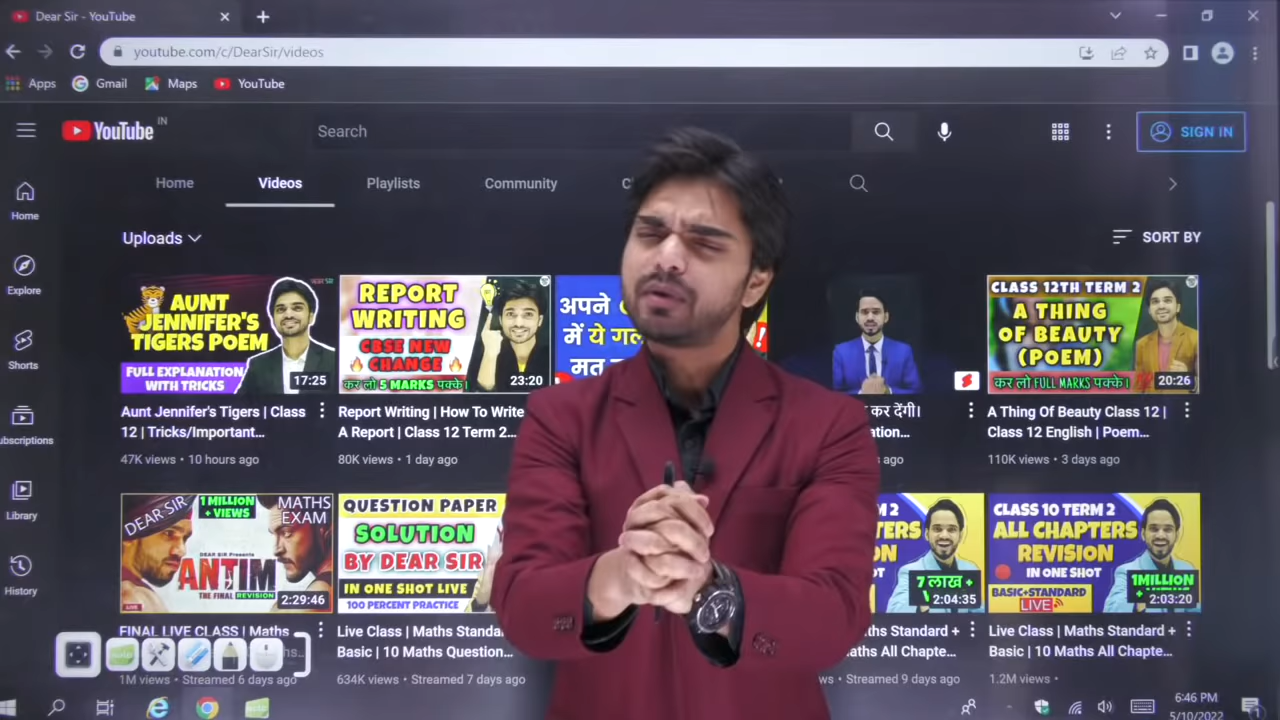 Dear Sir - YouTube
youtube.com/c/DearSir/videos
Apps
Gmail
Maps
YouTube
YouTube IN
Search
SIGN IN
Home
Videos
Playlists
Community
Uploads
SORT BY
Home
Explore
Shorts
ubscriptions
Library
History
AUNT
JENNIFER'S
TIGERS POEM
FULL EXPLANATION
WITH TRICKS
17:25
Aunt Jennifer's Tigers | Class
12 | Tricks/Important...
47K views • 10 hours ago
REPORT
WRITING
CBSE NEW
CHANGE
कर लो 5 MARKS पक्के।
23:20
Report Writing | How To Write
A Report | Class 12 Term 2...
80K views • 1 day ago
अपने
में ये गल
मत
कर देंगी।
ation...
ago
CLASS 12TH TERM 2
A THING
OF BEAUTY
(POEM)
कर लो FULL MARKS पक्के।
20:26
A Thing Of Beauty Class 12 |
Class 12 English | Poem...
110K views • 3 days ago
DEAR SIR
1 MILLION
+ VIEWS
MATHS
EXAM
DEAR SIR Presents
ANTIM
THE FINAL REVISION
LIVE
2:29:46
FINAL LIVE CLASS | Maths
1M views • Streamed 6 days ago
QUESTION PAPER
SOLUTION
BY DEAR SIR
IN ONE SHOT LIVE
100 PERCENT PRACTICE
Live Class | Maths Standa
Basic | 10 Maths Question...
634K views • Streamed 7 days ago
M 2
TERS
ON
7 लाख +
2:04:35
ths Standard +
aths All Chapte...
ws • Streamed 9 days ago
CLASS 10 TERM 2
ALL CHAPTERS
REVISION
IN ONE SHOT
BASIC+STANDARD
LIVE
1MILLION
+
2:03:20
Live Class | Maths Standard +
Basic | 10 Maths All Chapte...
1.2M views •
6:46 PM
5/10/2022